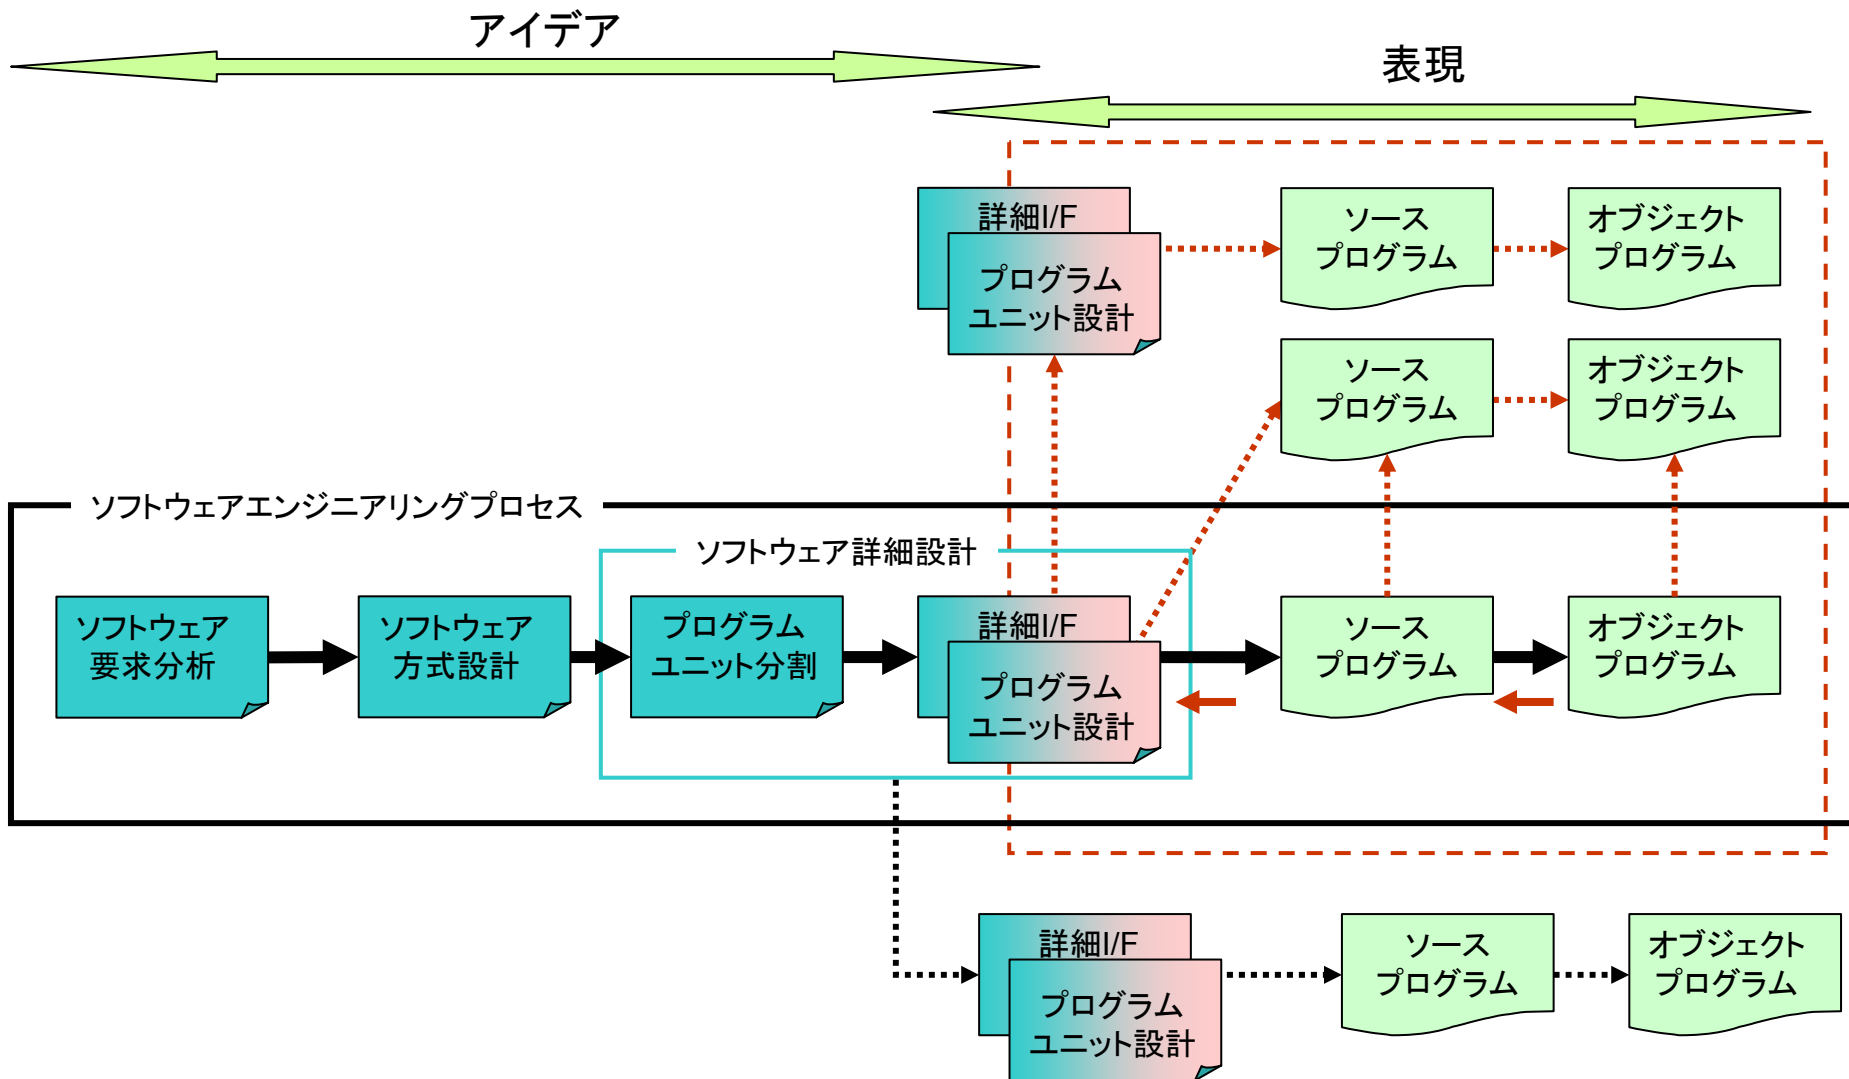 アイデア
表現
詳細I/F
プログラム
ユニット設計
ソース
プログラム
オブジェクト
プログラム
ソース
プログラム
オブジェクト
プログラム
ソフトウェアエンジニアリングプロセス
ソフトウェア詳細設計
ソフトウェア
要求分析
ソフトウェア
方式設計
プログラム
ユニット分割
詳細I/F
プログラム
ユニット設計
ソース
プログラム
オブジェクト
プログラム
詳細I/F
プログラム
ユニット設計
ソース
プログラム
オブジェクト
プログラム